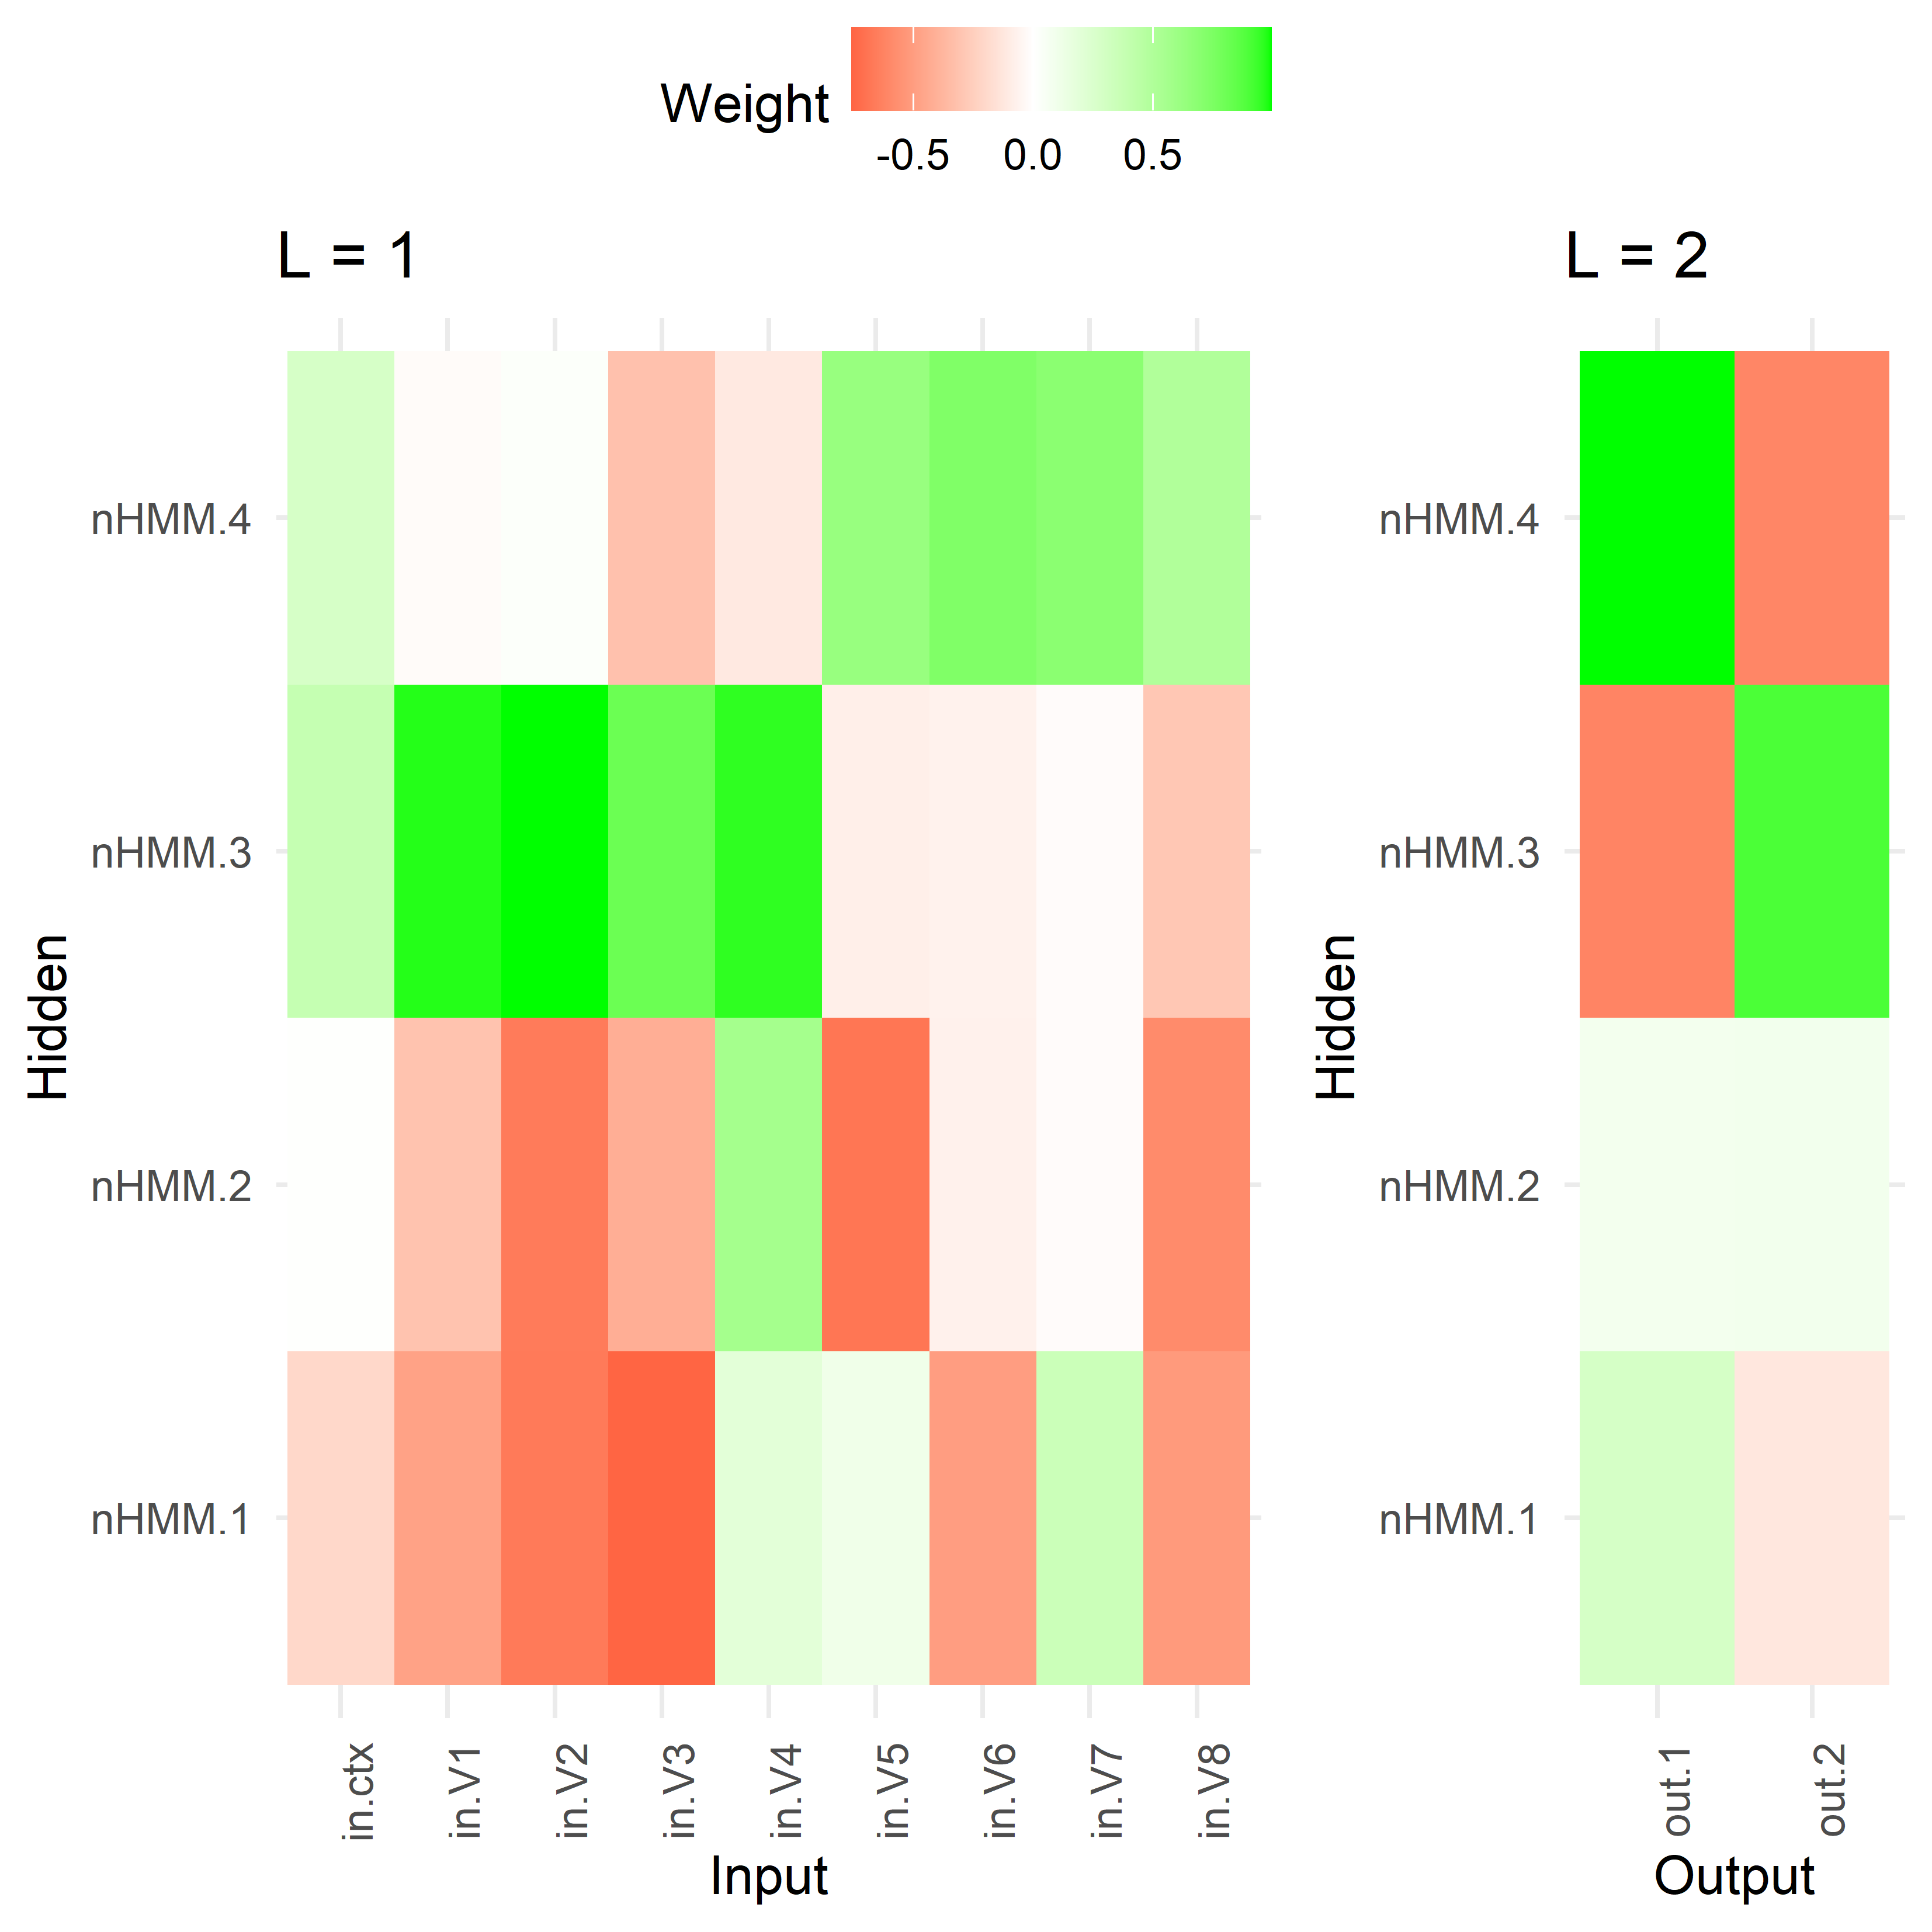 Weight
-0.5 0.0 0.5
L = 1
nHMM.4
nHMM.3
nHMM.2
nHMM.1
Hidden
in.ctx in.V1 in.V2 in.V3 in.V4 in.V5 in.V6 in.V7 in.V8
Input
L = 2
nHMM.4
nHMM.3
nHMM.2
nHMM.1
Hidden
out.1 out.2
Output